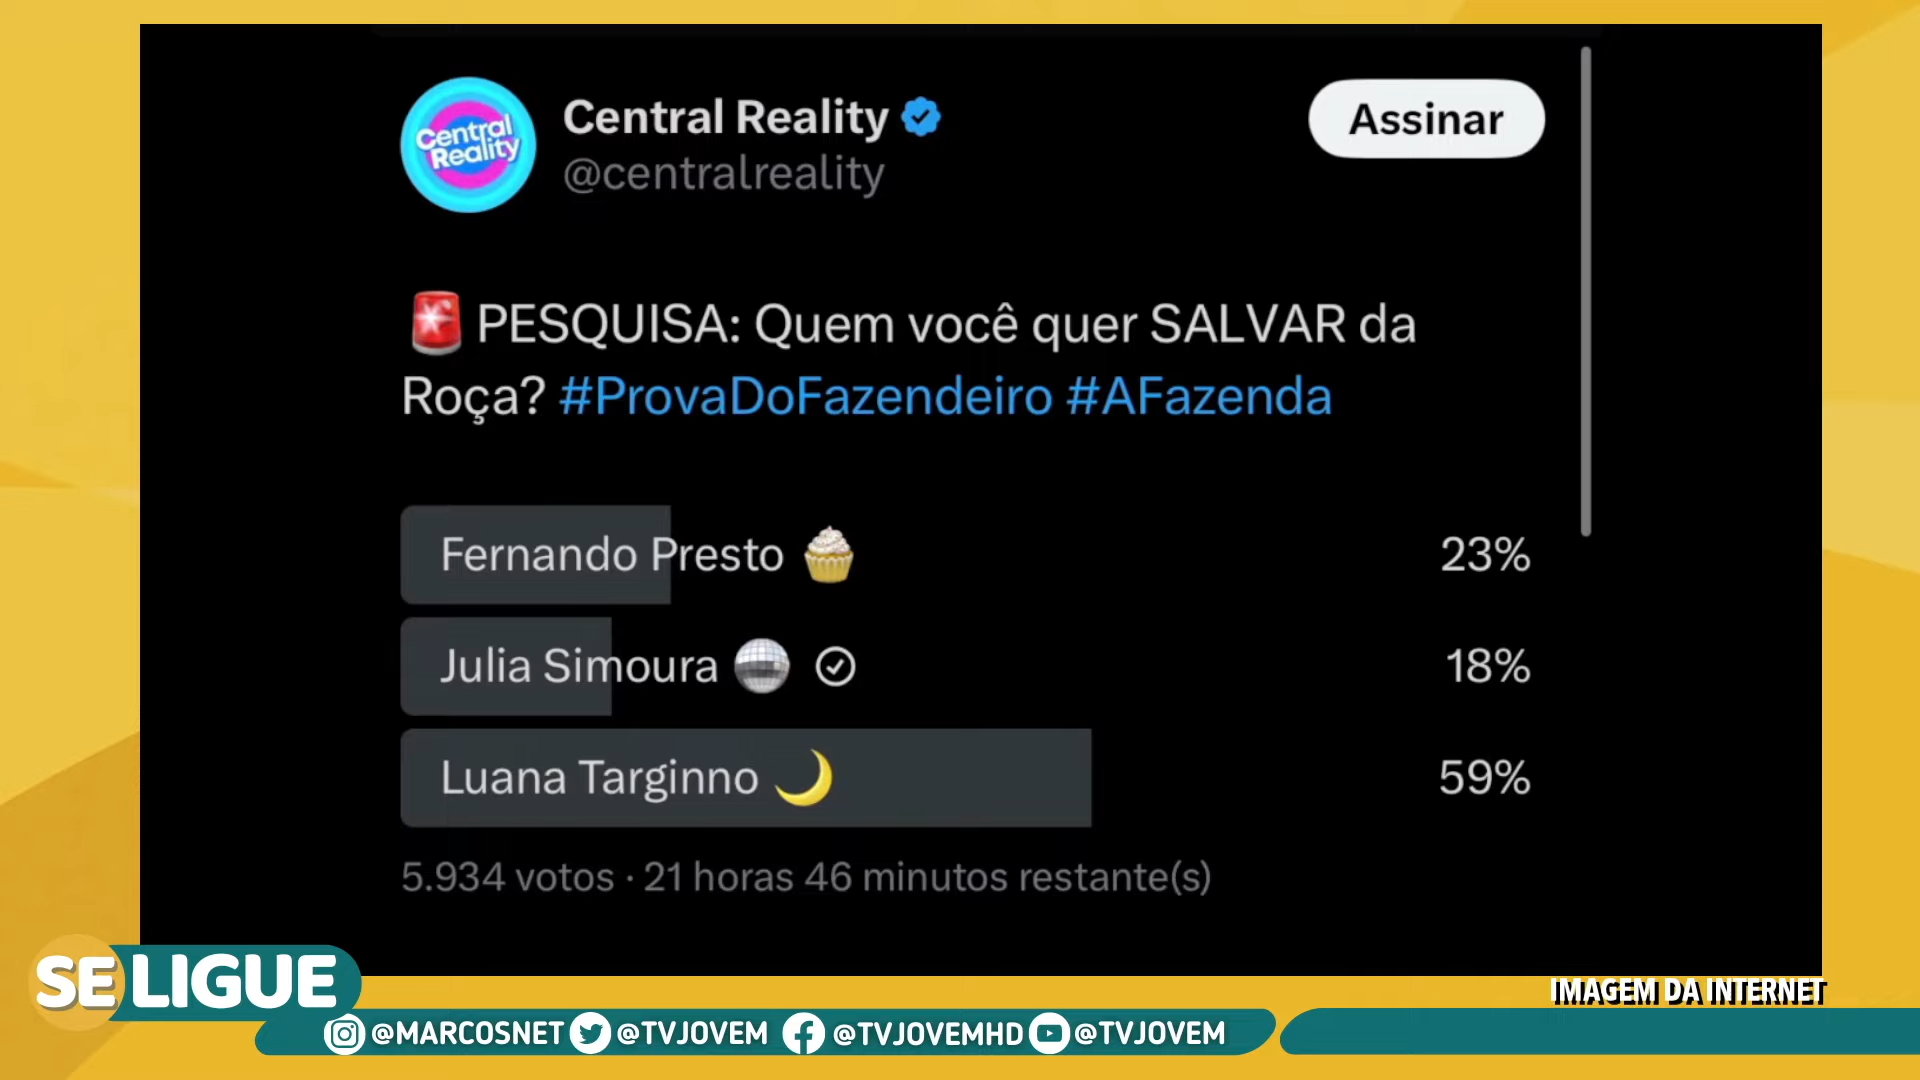 Central Reality
Central Reality
@centralreality
Assinar
PESQUISA: Quem você quer SALVAR da
Roça? #ProvaDoFazendeiro #AFazenda
Fernando Presto 23%
Julia Simoura 18%
Luana Targinno 59%
5.934 votos · 21 horas 46 minutos restante(s)
SE LIGUE
IMAGEM DA INTERNET
@MARCOSNET @TVJOVEM @TVJOVEMHD @TVJOVEM